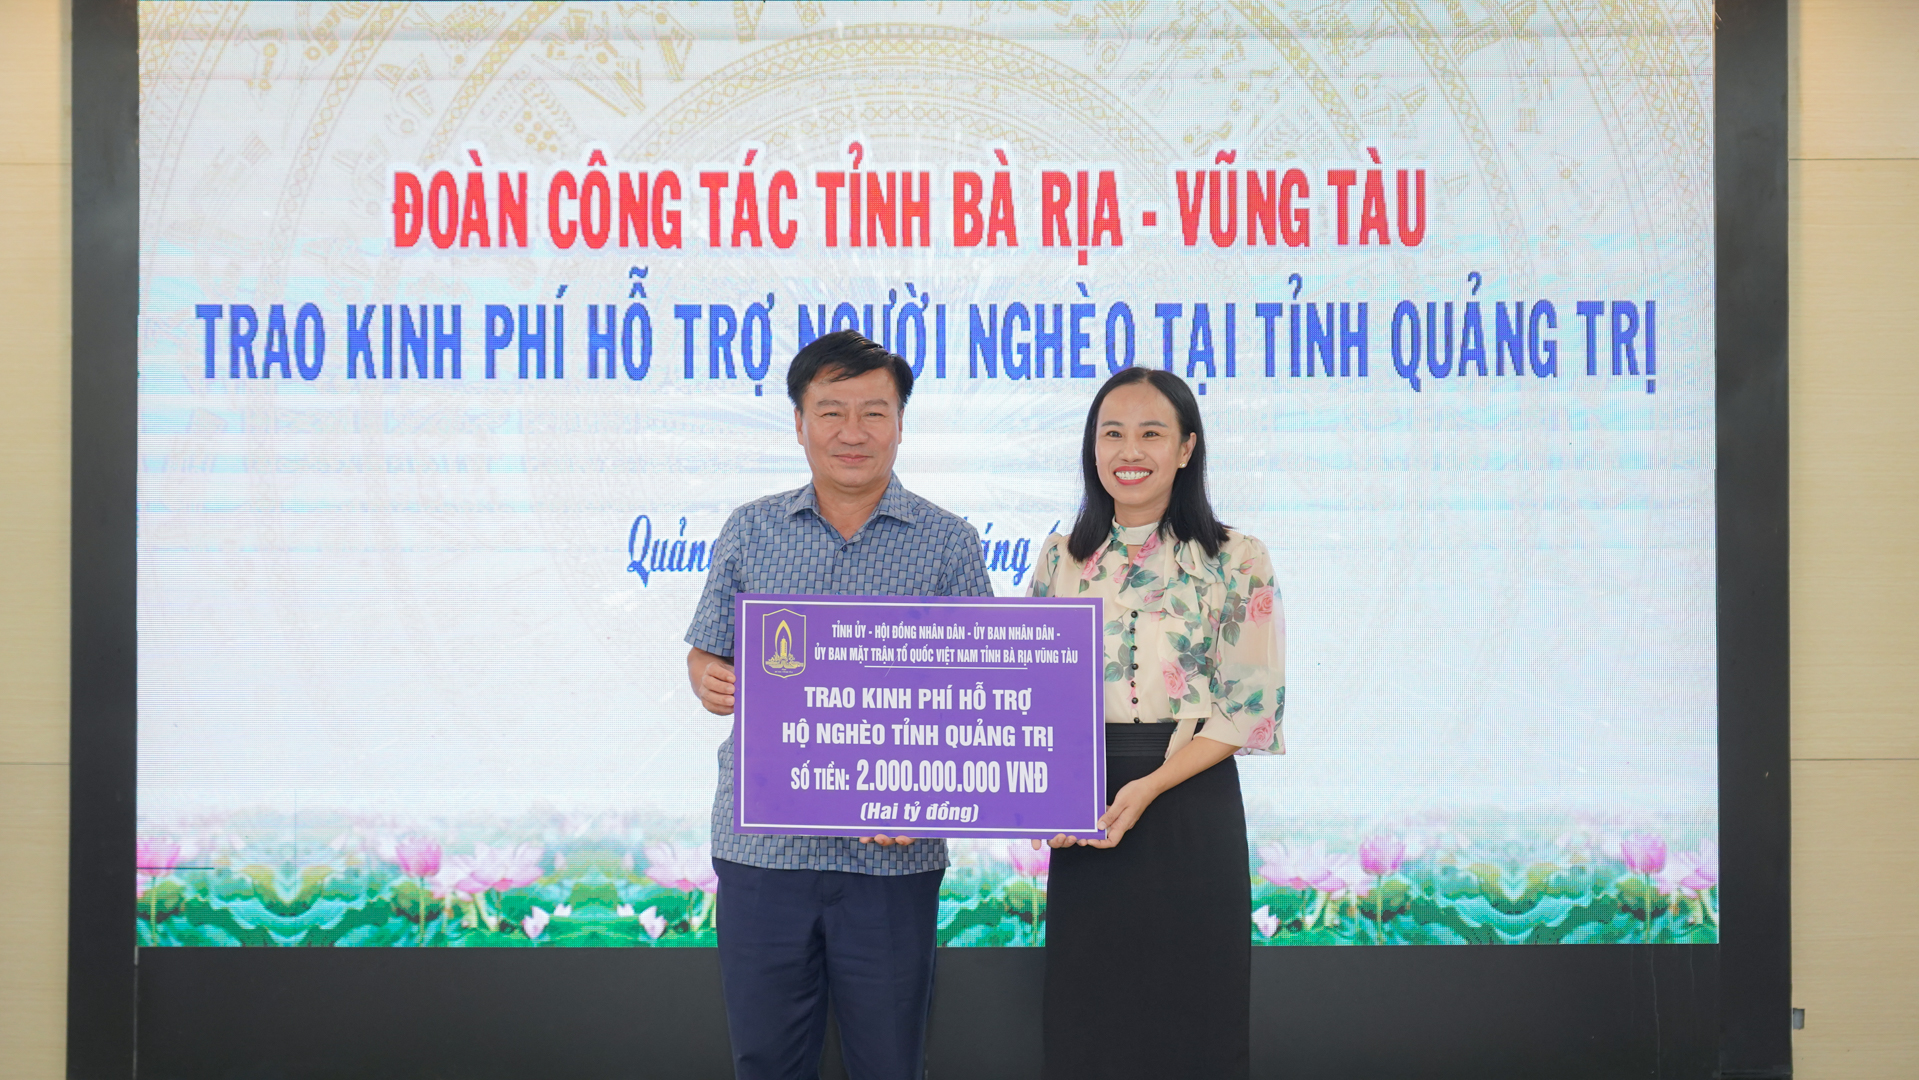 ĐOÀN CÔNG TÁC TỈNH BÀ RỊA - VŨNG TÀU
TRAO KINH PHÍ HỖ TRỢ NGƯỜI NGHÈO TẠI TỈNH QUẢNG TRỊ
TỈNH ỦY - HỘI ĐỒNG NHÂN DÂN - ỦY BAN NHÂN DÂN -
ỦY BAN MẶT TRẬN TỔ QUỐC VIỆT NAM TỈNH BÀ RỊA VŨNG TÀU
TRAO KINH PHÍ HỖ TRỢ
HỘ NGHÈO TỈNH QUẢNG TRỊ
SỐ TIỀN: 2.000.000.000 VNĐ
(Hai tỷ đồng)